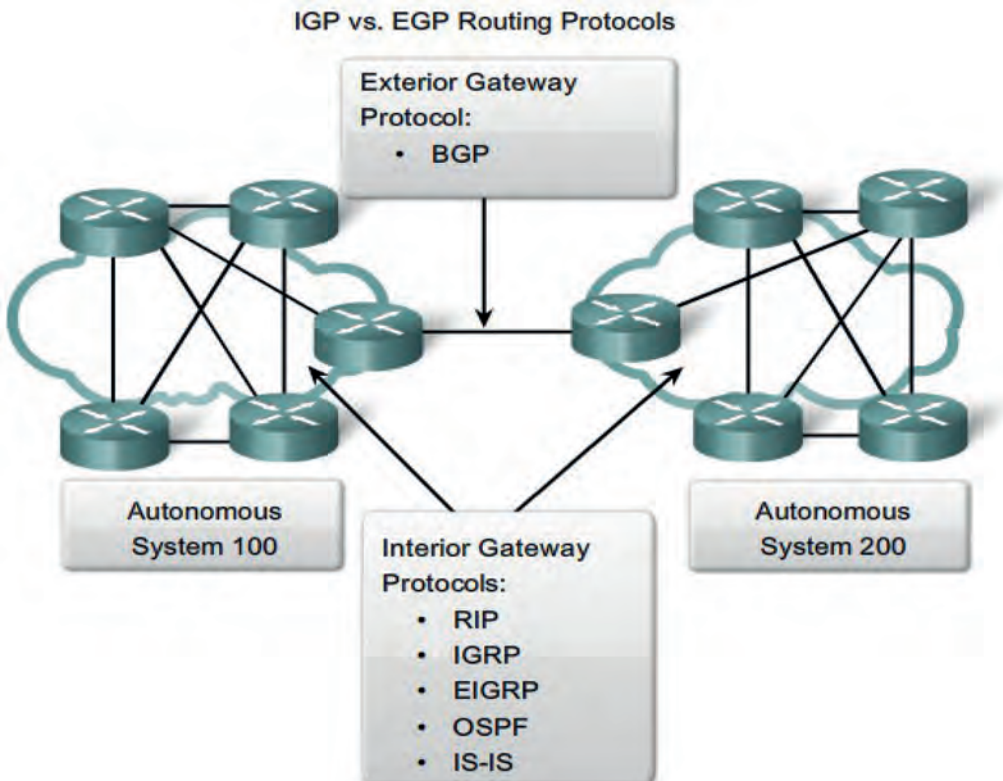 IGP vs. EGP Routing Protocols
Exterior Gateway
Protocol:
• BGP
Autonomous
System 100
Autonomous
System 200
Interior Gateway
Protocols:
• RIP
• IGRP
• EIGRP
• OSPF
• IS-IS